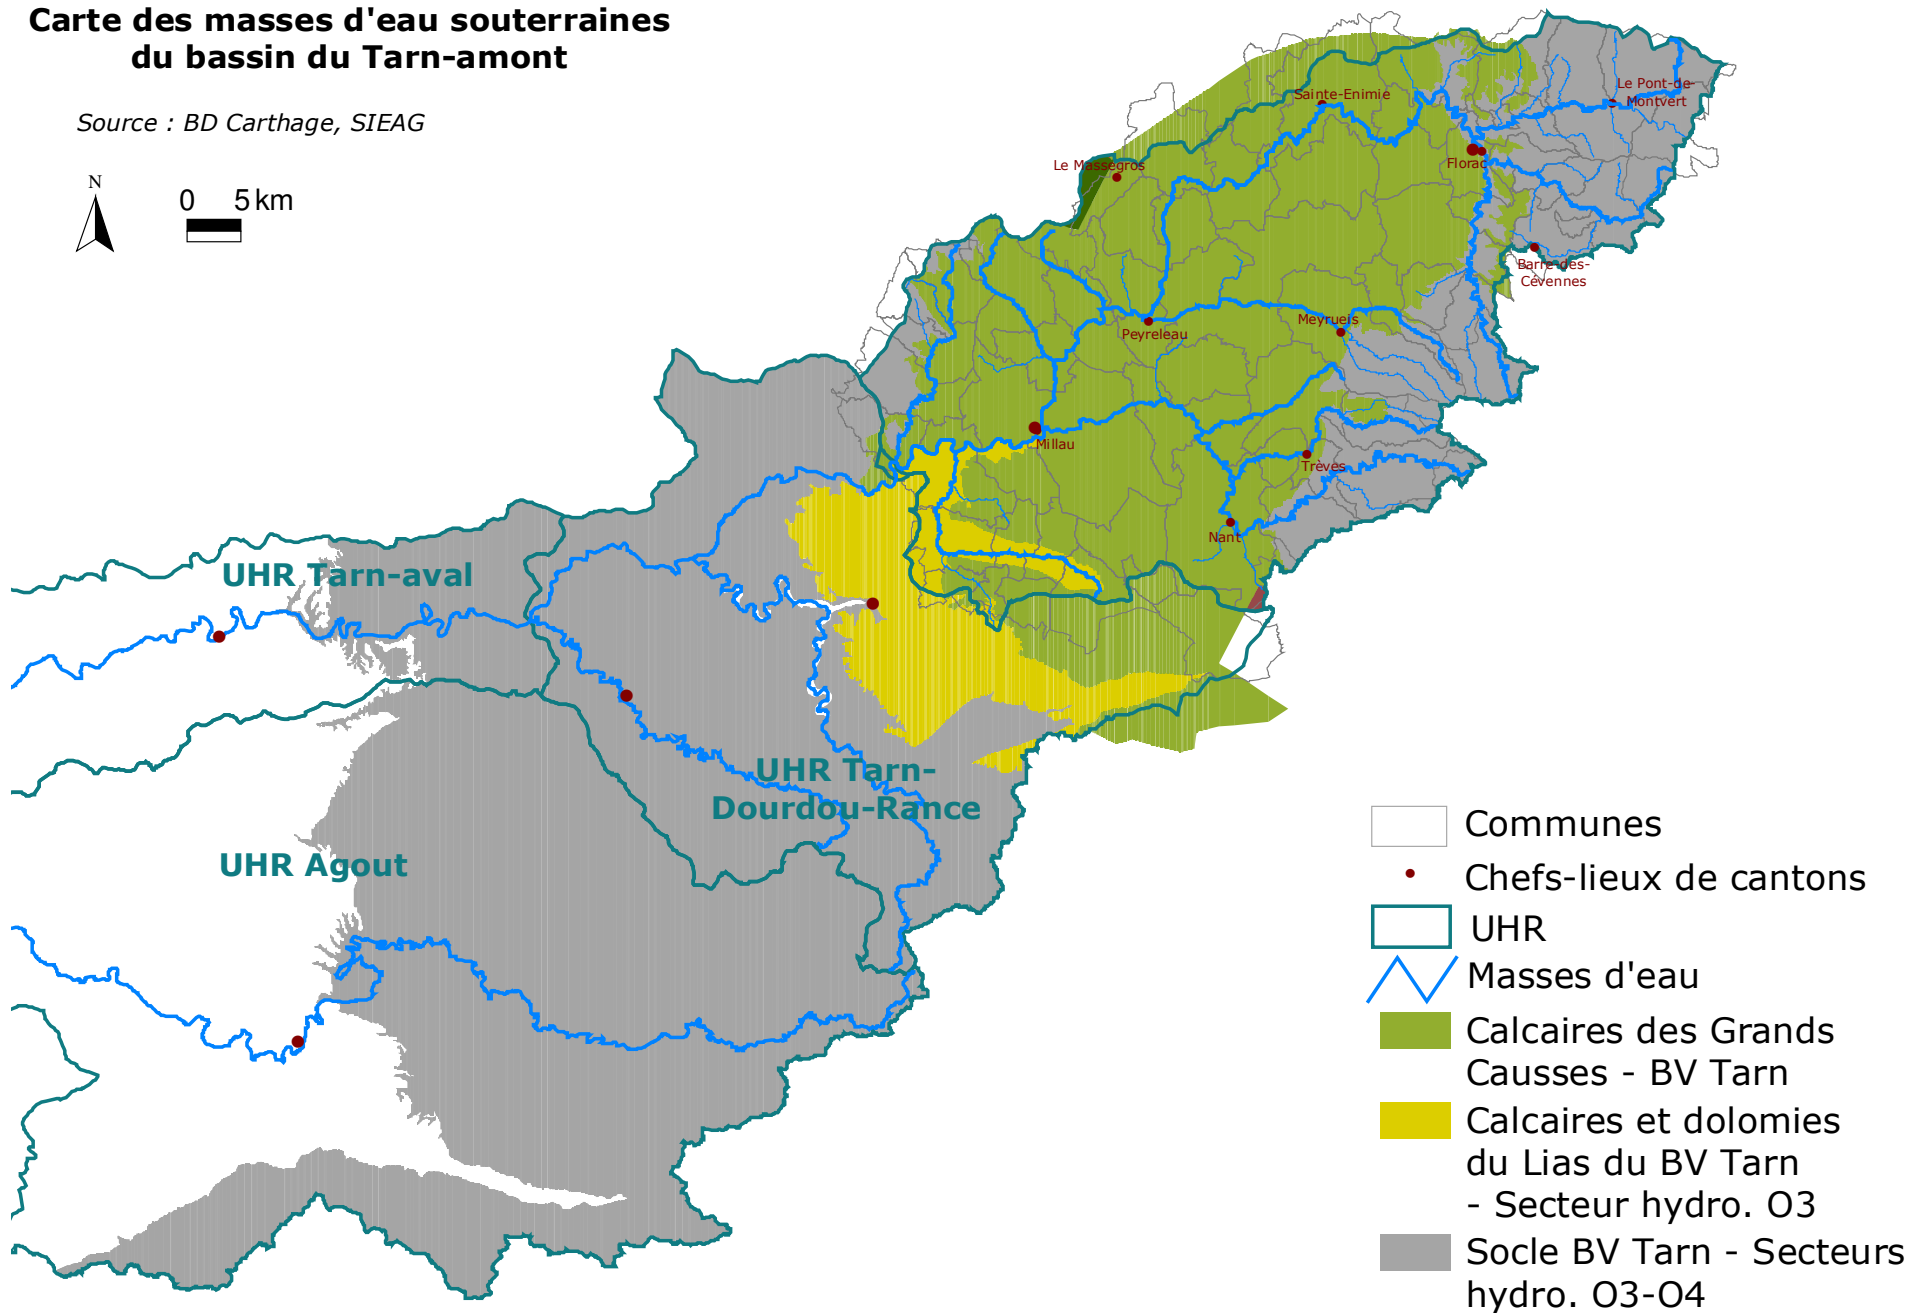 Carte des masses d'eau souterraines
du bassin du Tarn-amont
Source : BD Carthage, SIEAG
N
0 5 km
Le Pont-de-
Montvert
Sainte-Enimie
Le Massegros
Florac
Barre-des-
Cévennes
Meyrueis
Peyreleau
Millau
Trèves
Nant
UHR Tarn-aval
UHR Tarn-
Dourdou-Rance
UHR Agout
Communes
Chefs-lieux de cantons
UHR
Masses d'eau
Calcaires des Grands
Causses - BV Tarn
Calcaires et dolomies
du Lias du BV Tarn
- Secteur hydro. O3
Socle BV Tarn - Secteurs
hydro. O3-O4